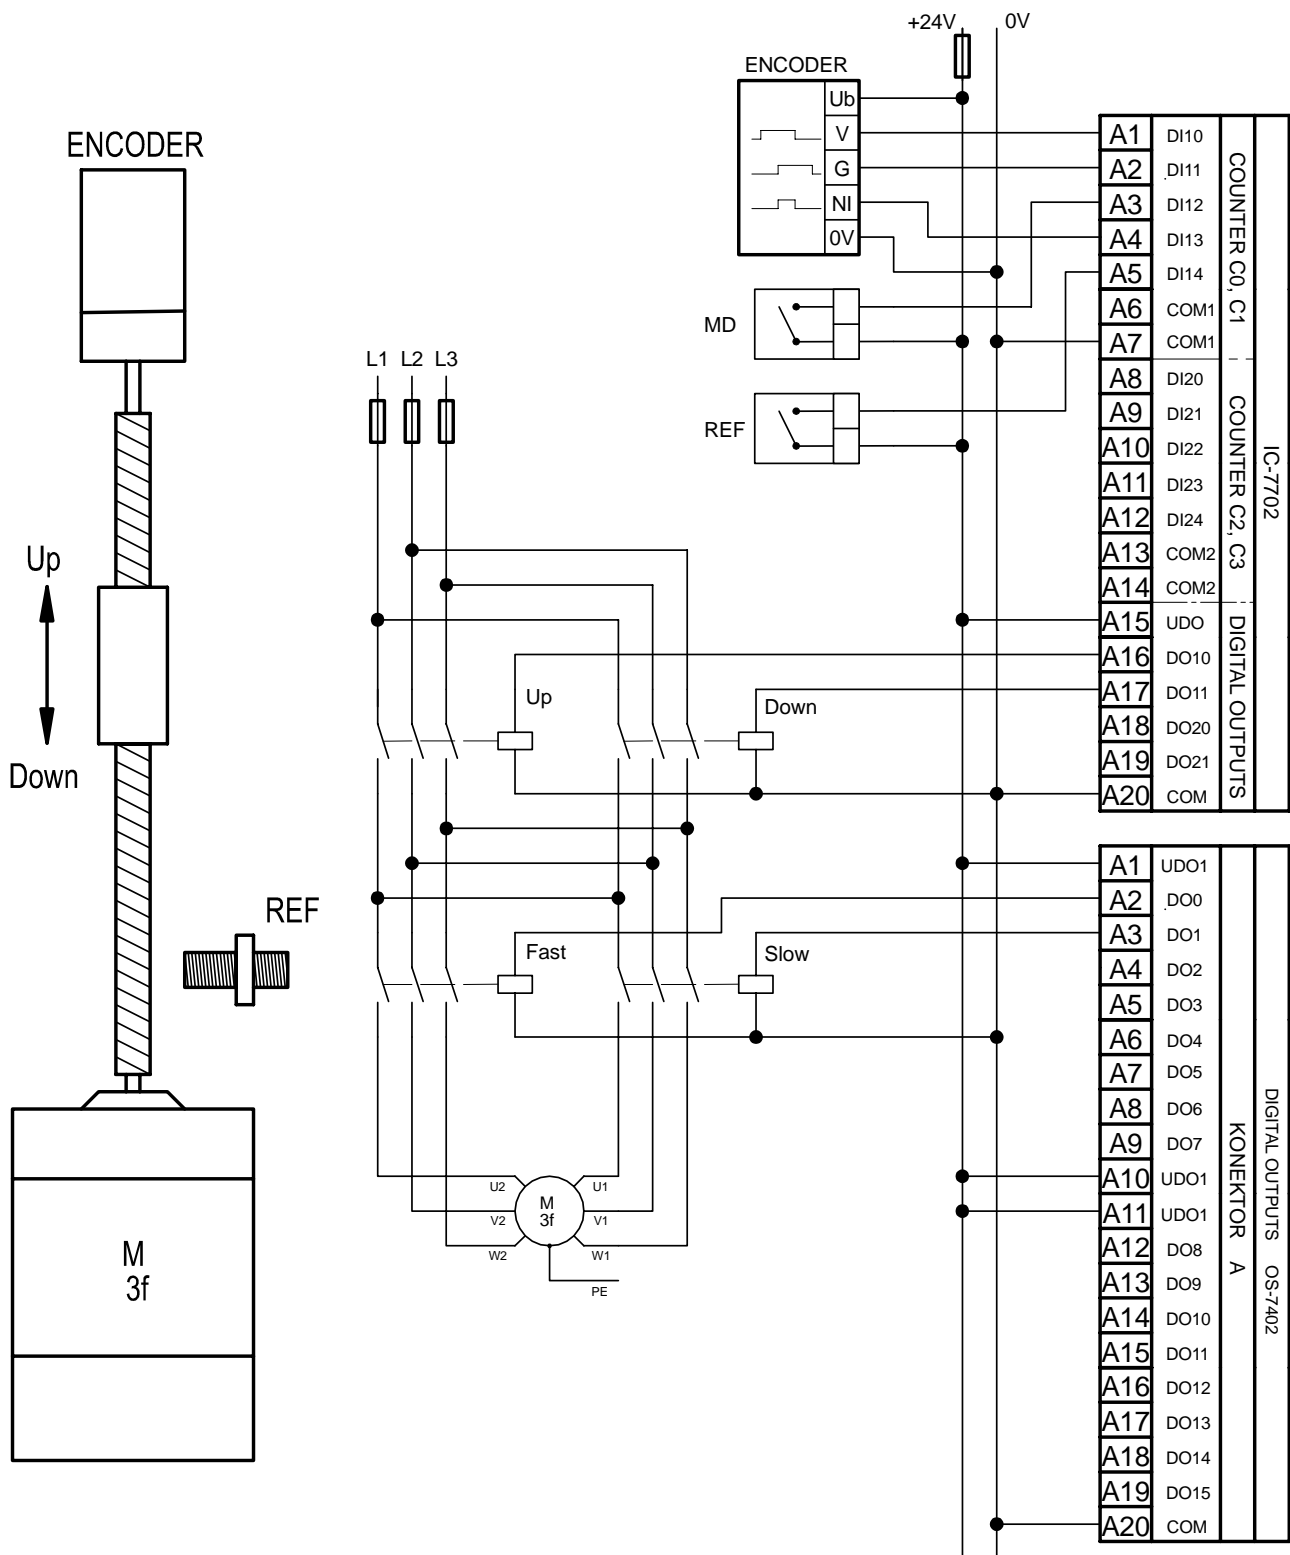 +24V
0V
ENCODER
Ub
V
G
NI
0V
ENCODER
MD
REF
L1 L2 L3
Up
Down
Up
Down
REF
Fast
Slow
M
3f
U2
U1
V2
M
3f
V1
W2
W1
PE
A1 DI10
A2 DI11
A3 DI12
A4 DI13
A5 DI14
A6 COM1
A7 COM1
A8 DI20
A9 DI21
A10 DI22
A11 DI23
A12 DI24
A13 COM2
A14 COM2
A15 UDO
A16 DO10
A17 DO11
A18 DO20
A19 DO21
A20 COM
COUNTER C0, C1
COUNTER C2, C3
DIGITAL OUTPUTS
IC-7702
A1 UDO1
A2 DO0
A3 DO1
A4 DO2
A5 DO3
A6 DO4
A7 DO5
A8 DO6
A9 DO7
A10 UDO1
A11 UDO1
A12 DO8
A13 DO9
A14 DO10
A15 DO11
A16 DO12
A17 DO13
A18 DO14
A19 DO15
A20 COM
KONEKTOR A
DIGITAL OUTPUTS OS-7402